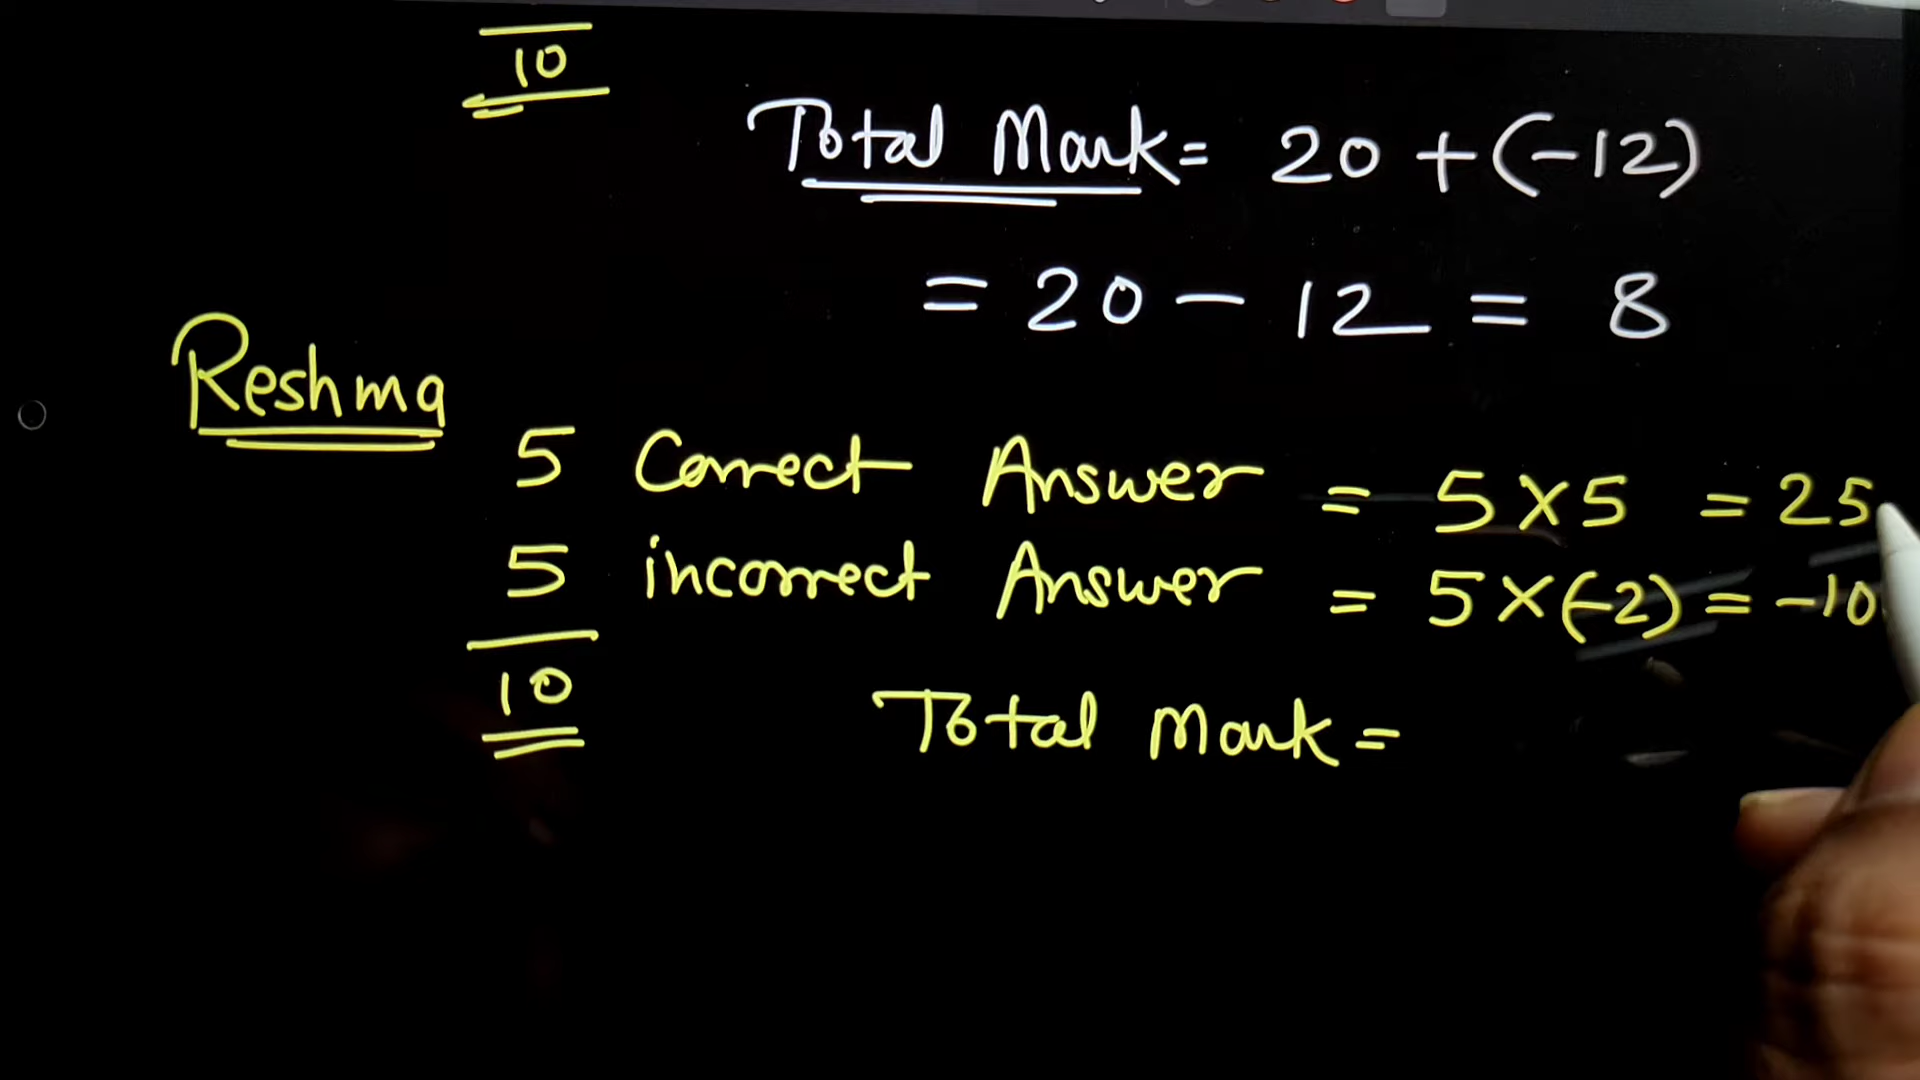 10
Total Mark = 20 + (-12)
= 20 - 12 = 8
Reshma
5 Correct Answer = 5 × 5 = 25
5 incorrect Answer = 5 × (-2) = -10
10
Total Mark =